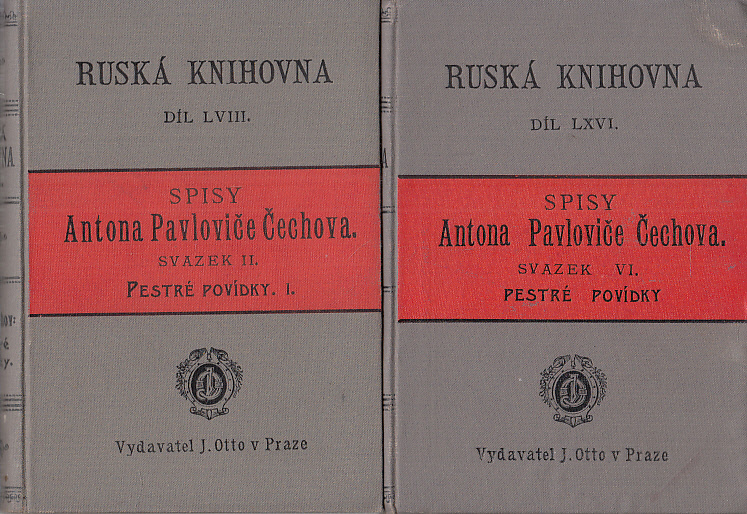 RUSKÁ KNIHOVNA
DÍL LVIII.
SPISY
Antona Pavloviče Čechova.
SVAZEK II.
PESTRÉ POVÍDKY. I.
Vydavatel J. Otto v Praze
RUSKÁ KNIHOVNA
DÍL LXVI.
SPISY
Antona Pavloviče Čechova.
SVAZEK VI.
PESTRÉ POVÍDKY
Vydavatel J. Otto v Praze